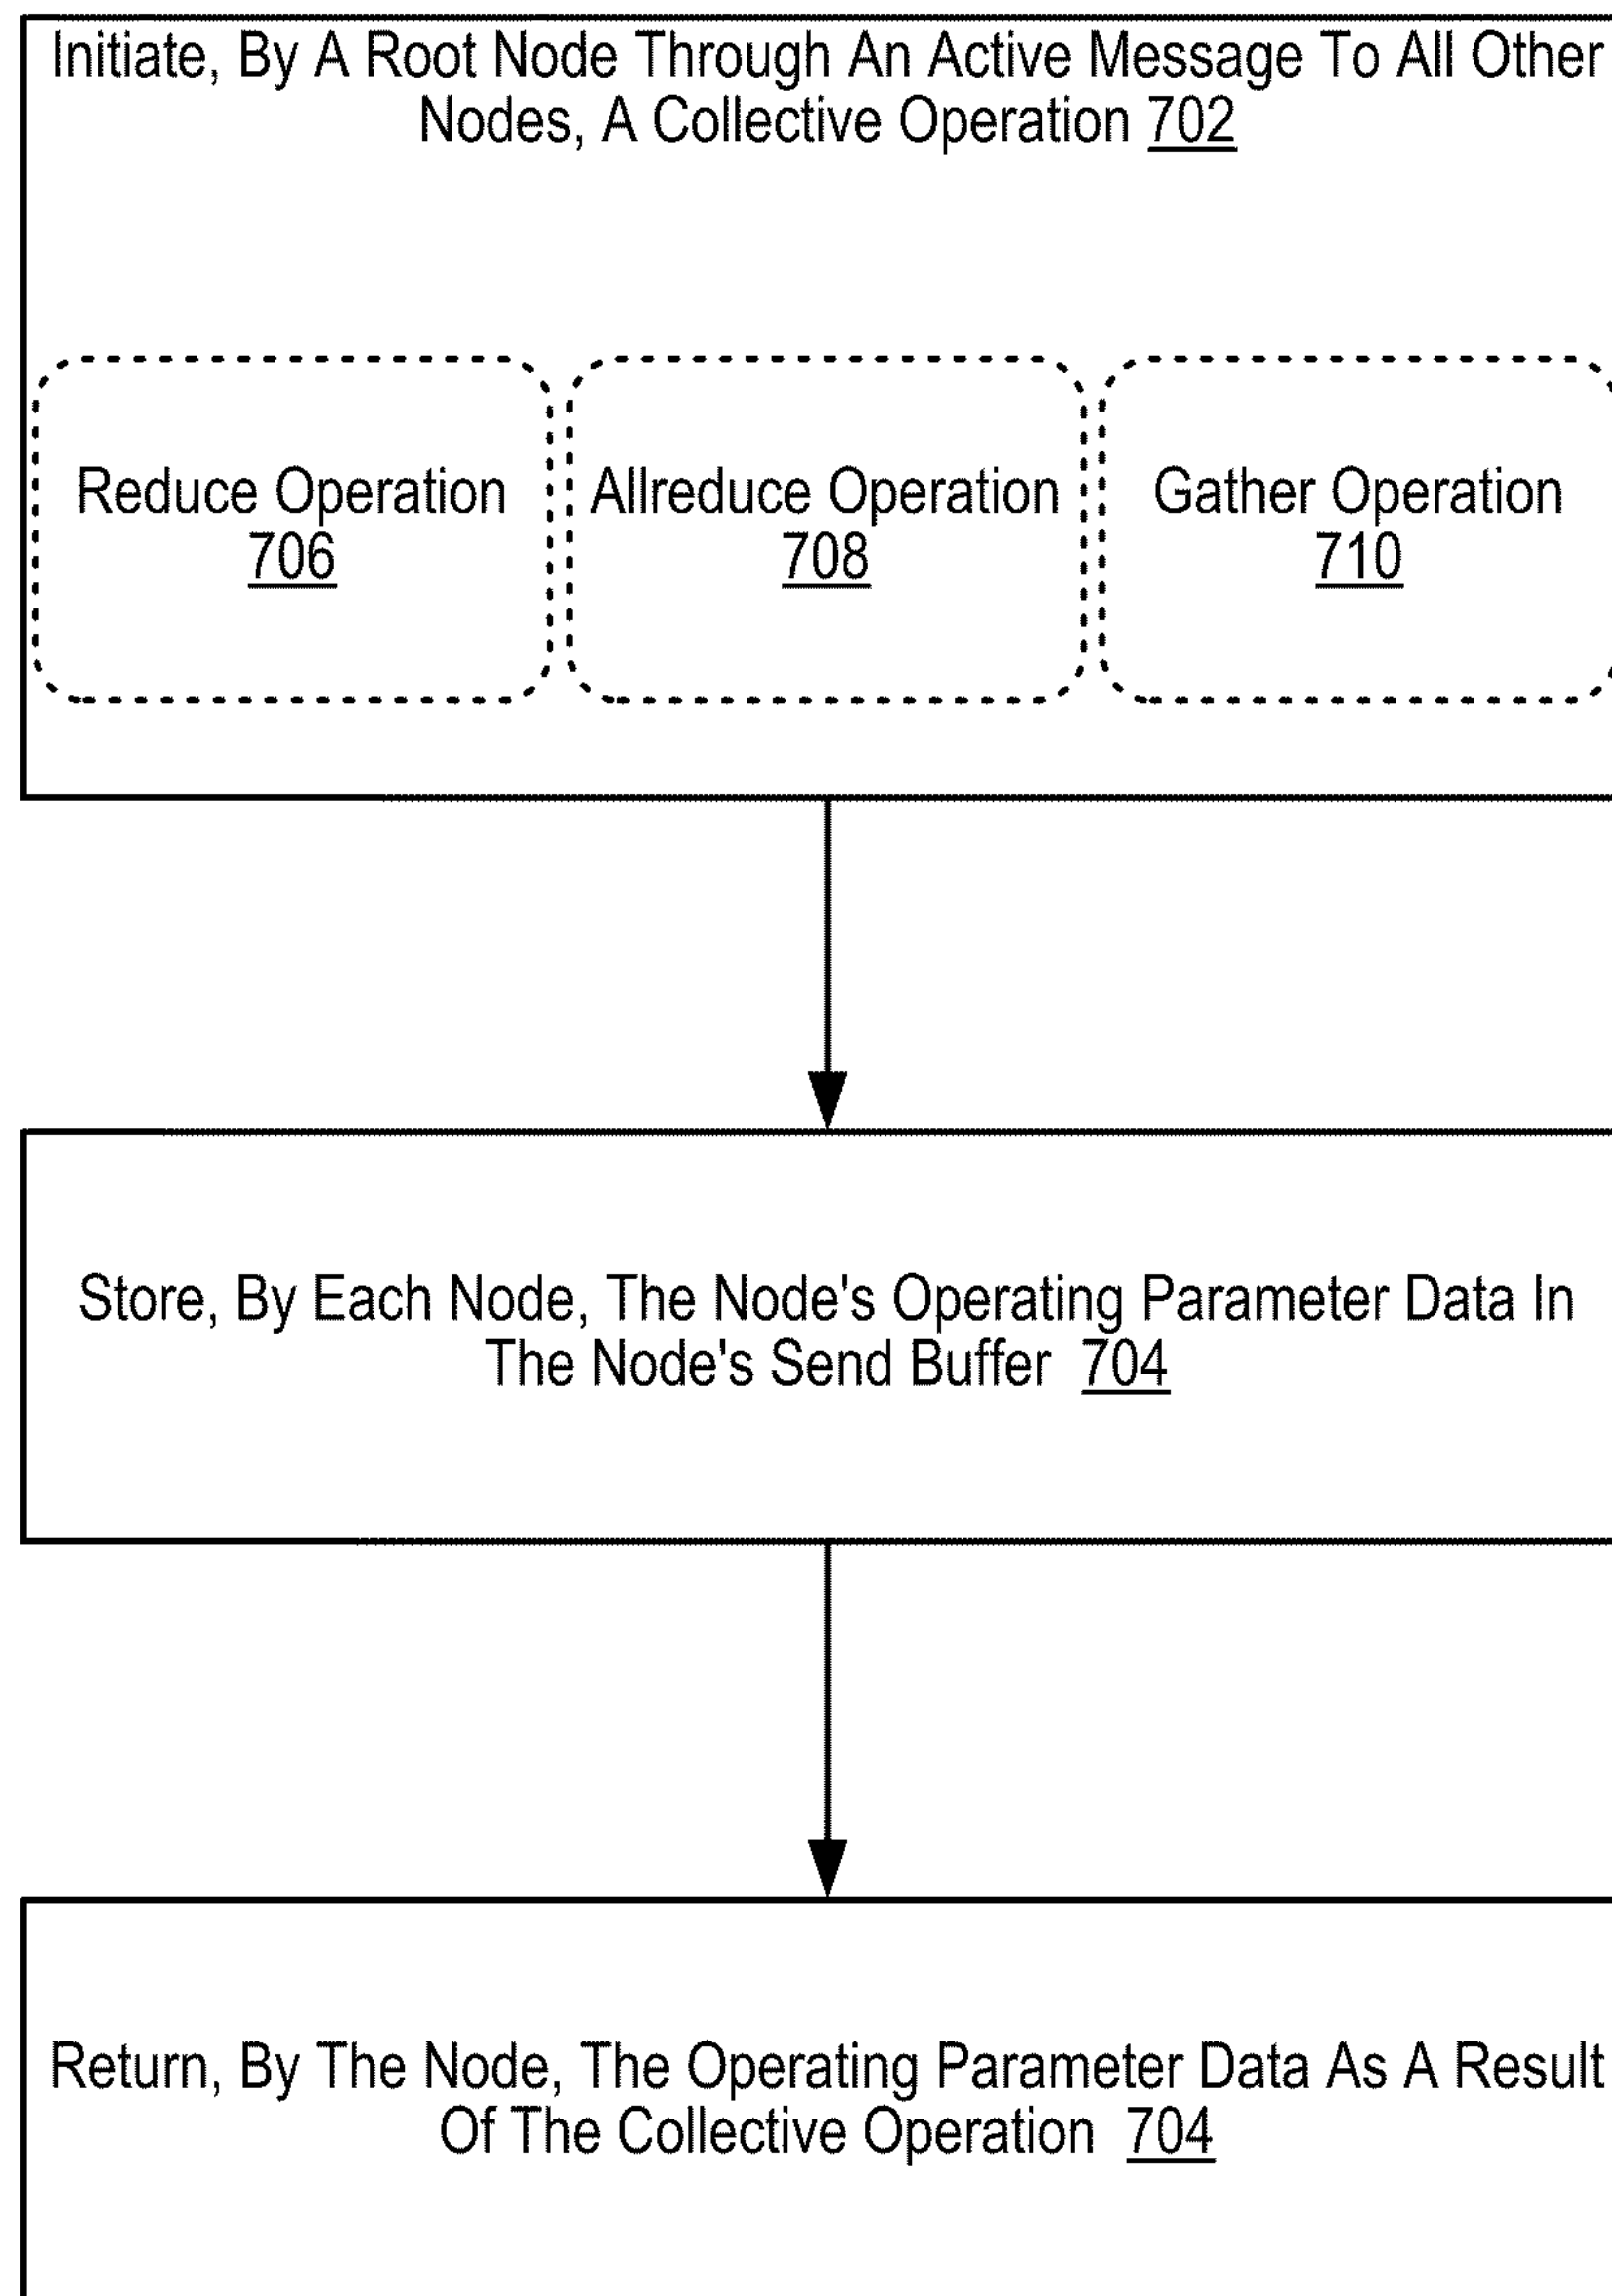 Initiate, By A Root Node Through An Active Message To All Other
Nodes, A Collective Operation 702
Reduce Operation
706
Allreduce Operation
708
Gather Operation
710
Store, By Each Node, The Node's Operating Parameter Data In
The Node's Send Buffer 704
Return, By The Node, The Operating Parameter Data As A Result
Of The Collective Operation 704